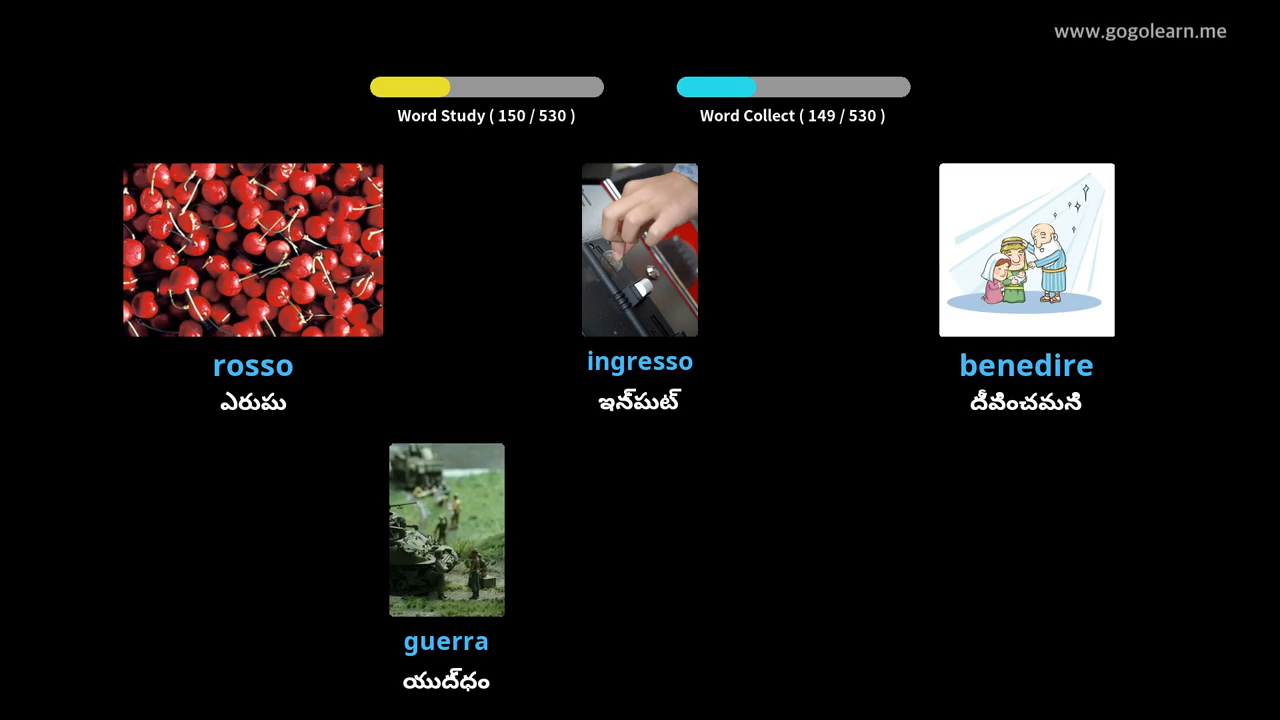 www.gogolearn.me
Word Study ( 150 / 530 )
Word Collect ( 149 / 530 )
rosso
ఎరుపు
ingresso
ఇన్‌పుట్
benedire
దీవించమని
guerra
యుద్ధం